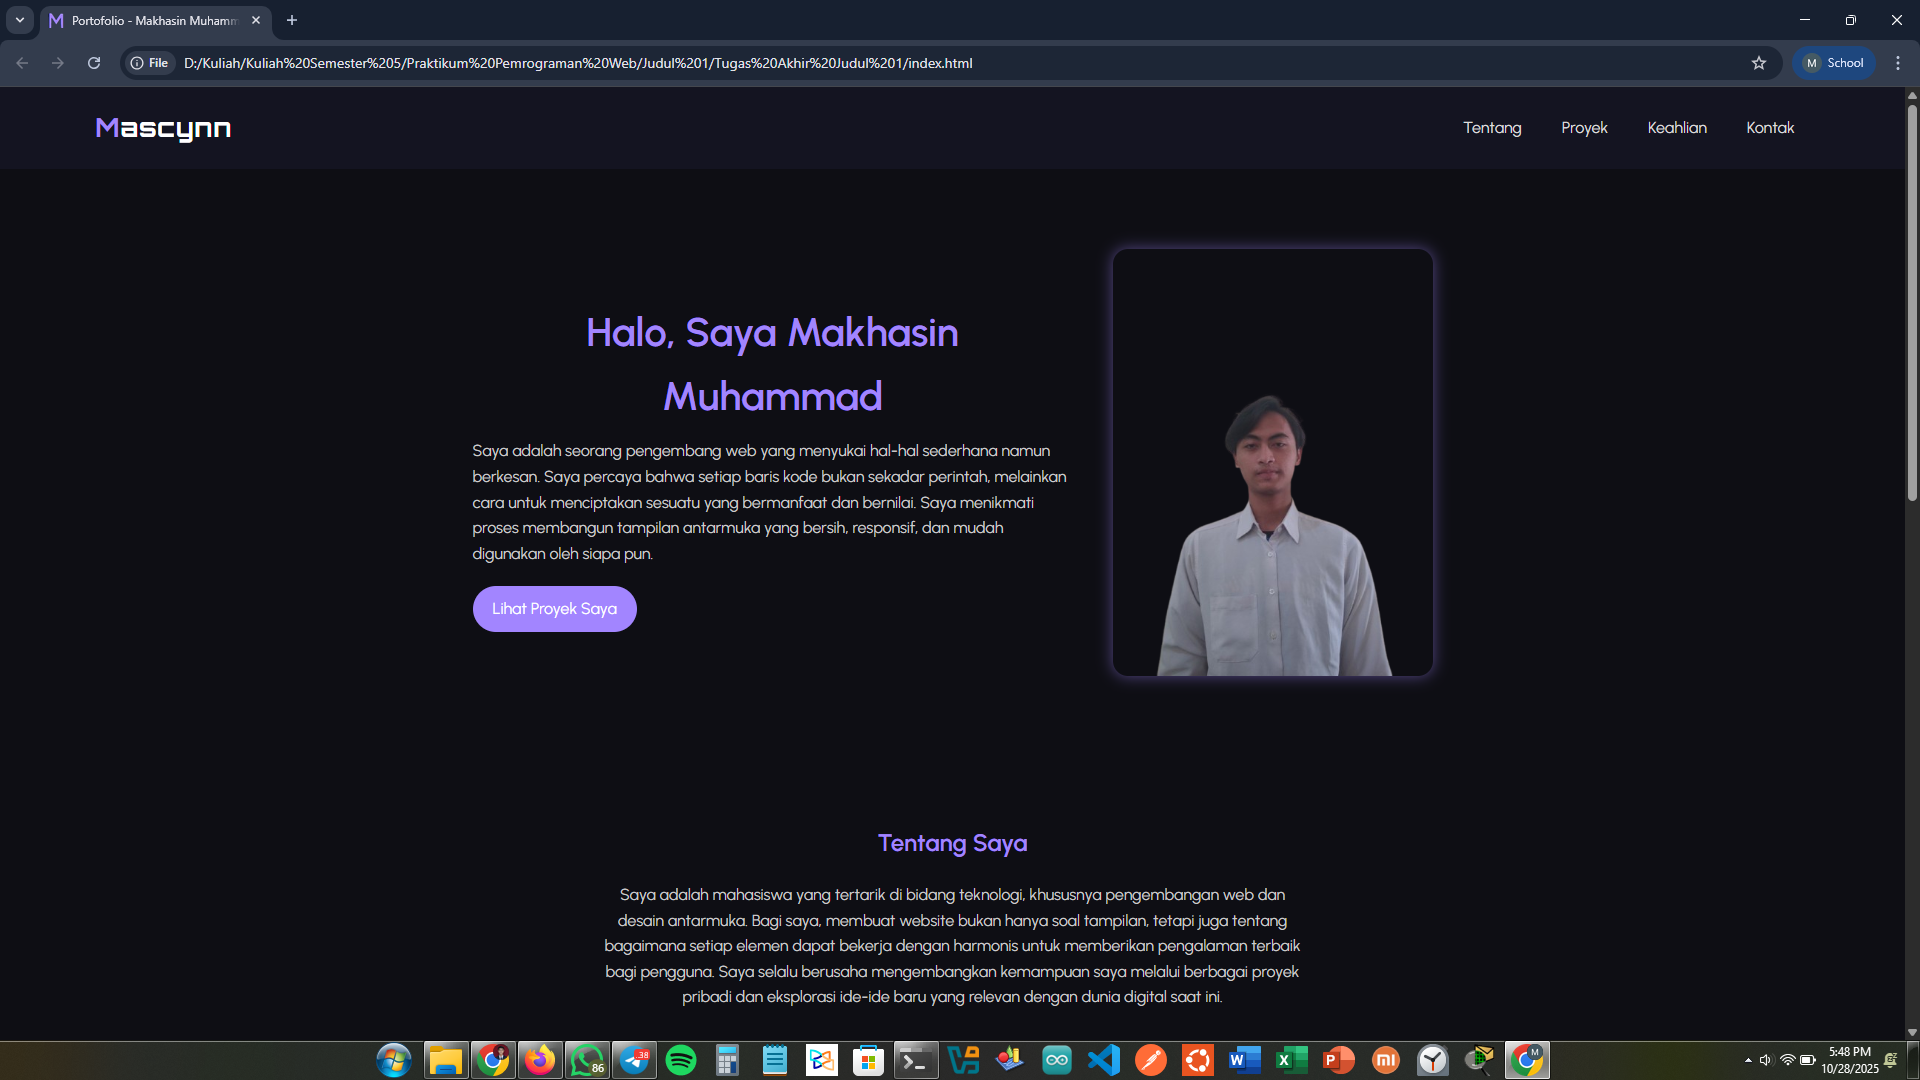 Portofolio - Makhasin Muhamm
File
D:/Kuliah/Kuliah%20Semester%205/Praktikum%20Pemrograman%20Web/Judul%201/Tugas%20Akhir%20Judul%201/index.html
M School
Mascynn
Tentang Proyek Keahlian Kontak
Halo, Saya Makhasin
Muhammad
Saya adalah seorang pengembang web yang menyukai hal-hal sederhana namun
berkesan. Saya percaya bahwa setiap baris kode bukan sekadar perintah, melainkan
cara untuk menciptakan sesuatu yang bermanfaat dan bernilai. Saya menikmati
proses membangun tampilan antarmuka yang bersih, responsif, dan mudah
digunakan oleh siapa pun.
Lihat Proyek Saya
Tentang Saya
Saya adalah mahasiswa yang tertarik di bidang teknologi, khususnya pengembangan web dan
desain antarmuka. Bagi saya, membuat website bukan hanya soal tampilan, tetapi juga tentang
bagaimana setiap elemen dapat bekerja dengan harmonis untuk memberikan pengalaman terbaik
bagi pengguna. Saya selalu berusaha mengembangkan kemampuan saya melalui berbagai proyek
pribadi dan eksplorasi ide-ide baru yang relevan dengan dunia digital saat ini.
86
38
5:48 PM
10/28/2025